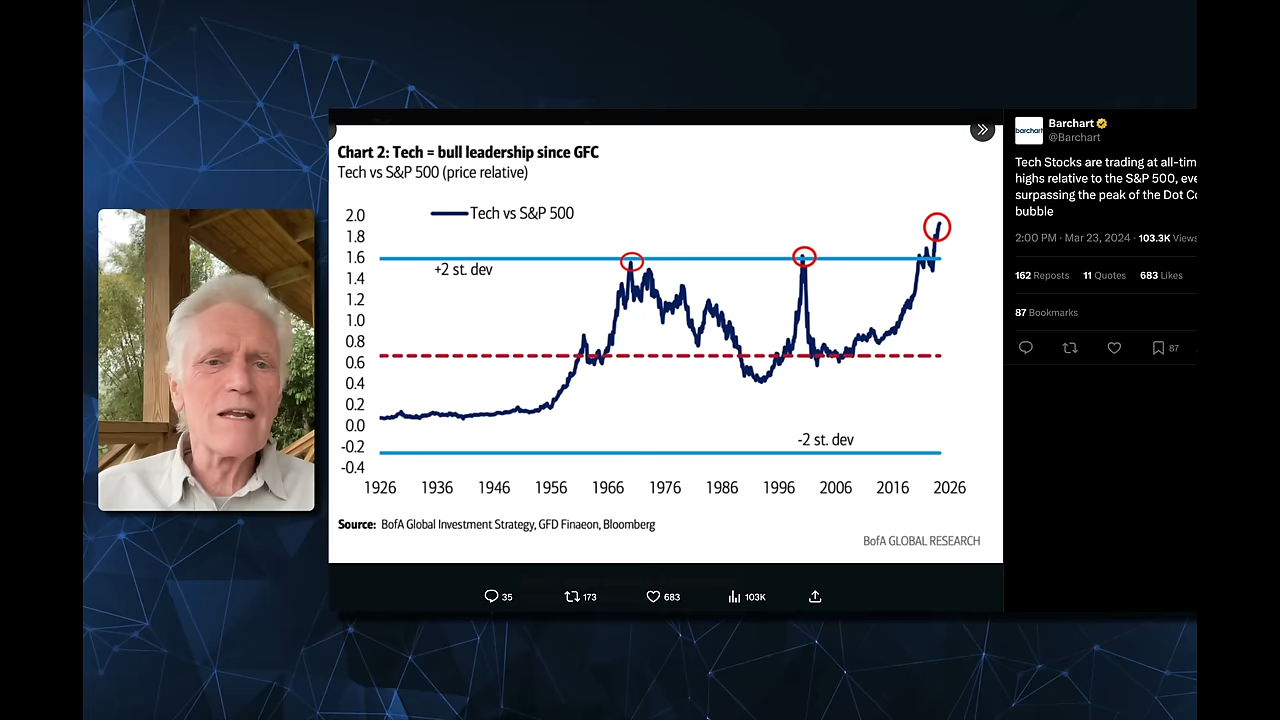 Chart 2: Tech = bull leadership since GFC
Tech vs S&P 500 (price relative)
Tech vs S&P 500
2.0
1.8
1.6
1.4
1.2
1.0
0.8
0.6
0.4
0.2
0.0
-0.2
-0.4
+2 st. dev
-2 st. dev
1926 1936 1946 1956 1966 1976 1986 1996 2006 2016 2026
Source: BofA Global Investment Strategy, GFD Finaeon, Bloomberg
BofA GLOBAL RESEARCH
35 173 683 103K
barchart
Barchart
@Barchart
Tech Stocks are trading at all-tim
highs relative to the S&P 500, eve
surpassing the peak of the Dot Co
bubble
2:00 PM · Mar 23, 2024 · 103.3K Views
162 Reposts 11 Quotes 683 Likes
87 Bookmarks
87